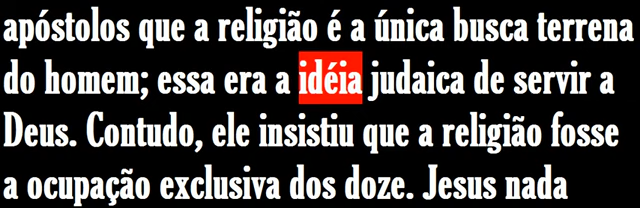 apóstolos que a religião é a única busca terrena
do homem; essa era a idéia judaica de servir a
Deus. Contudo, ele insistiu que a religião fosse
a ocupação exclusiva dos doze. Jesus nada